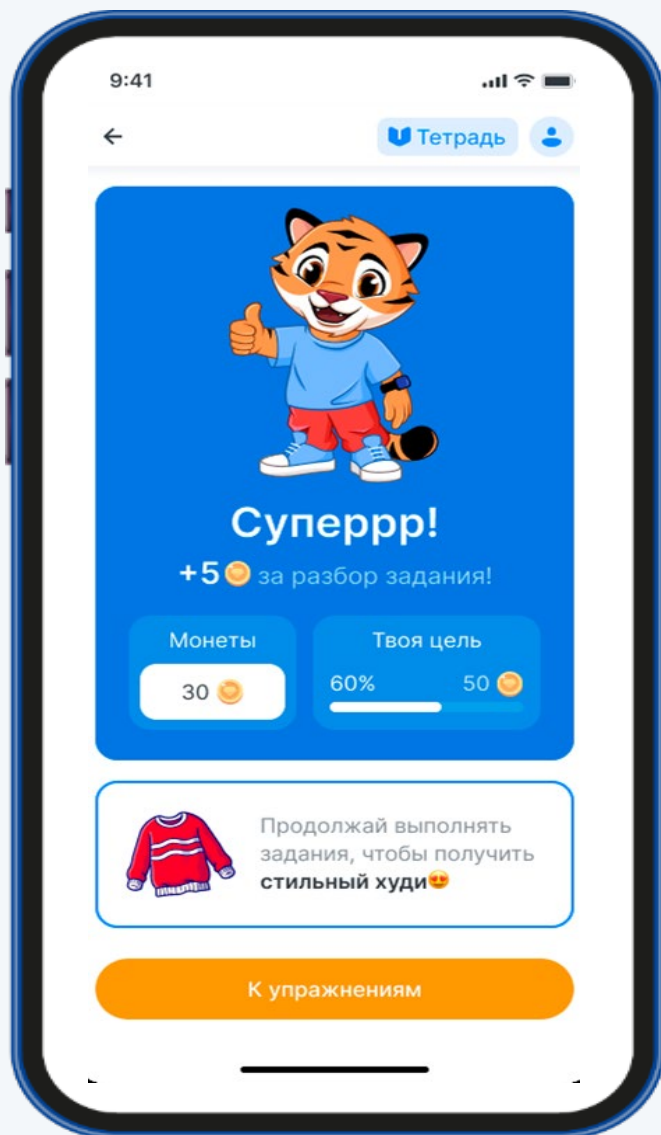 9:41
Тетрадь
Суперрр!
+5 за разбор задания!
Монеты
30
Твоя цель
60% 50
Продолжай выполнять
задания, чтобы получить
стильный худи😍
К упражнениям